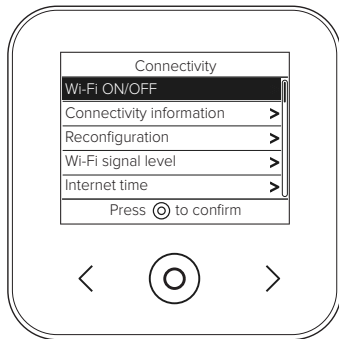 Connectivity
Wi-Fi ON/OFF
Connectivity information >
Reconfiguration >
Wi-Fi signal level >
Internet time >
Press ⊚ to confirm